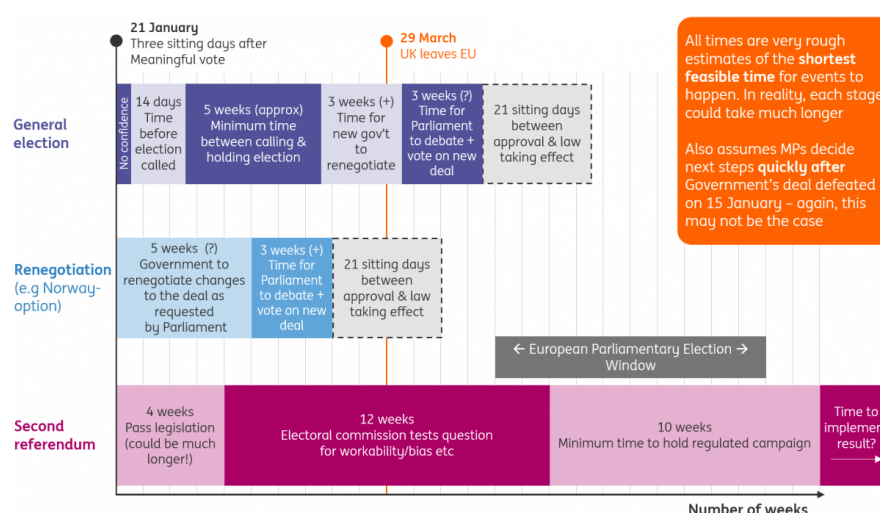 21 January
Three sitting days after
Meaningful vote
29 March
UK leaves EU
All times are very rough
estimates of the shortest
feasible time for events to
happen. In reality, each stage
could take much longer
Also assumes MPs decide
next steps quickly after
Government's deal defeated
on 15 January – again, this
may not be the case
General
election
No confidence
14 days
Time
before
election
called
5 weeks (approx)
Minimum time
between calling &
holding election
3 weeks (+)
Time for
new gov't
to
renegotiate
3 weeks (?)
Time for
Parliament
to debate +
vote on new
deal
21 sitting days
between
approval & law
taking effect
Renegotiation
(e.g Norway-
option)
5 weeks (?)
Government to
renegotiate changes
to the deal as
requested
by Parliament
3 weeks (+)
Time for
Parliament
to debate +
vote on new
deal
21 sitting days
between
approval & law
taking effect
← European Parliamentary Election →
Window
Second
referendum
4 weeks
Pass legislation
(could be much
longer!)
12 weeks
Electoral commission tests question
for workability/bias etc
10 weeks
Minimum time to hold regulated campaign
Time to
implement
result?
Number of weeks